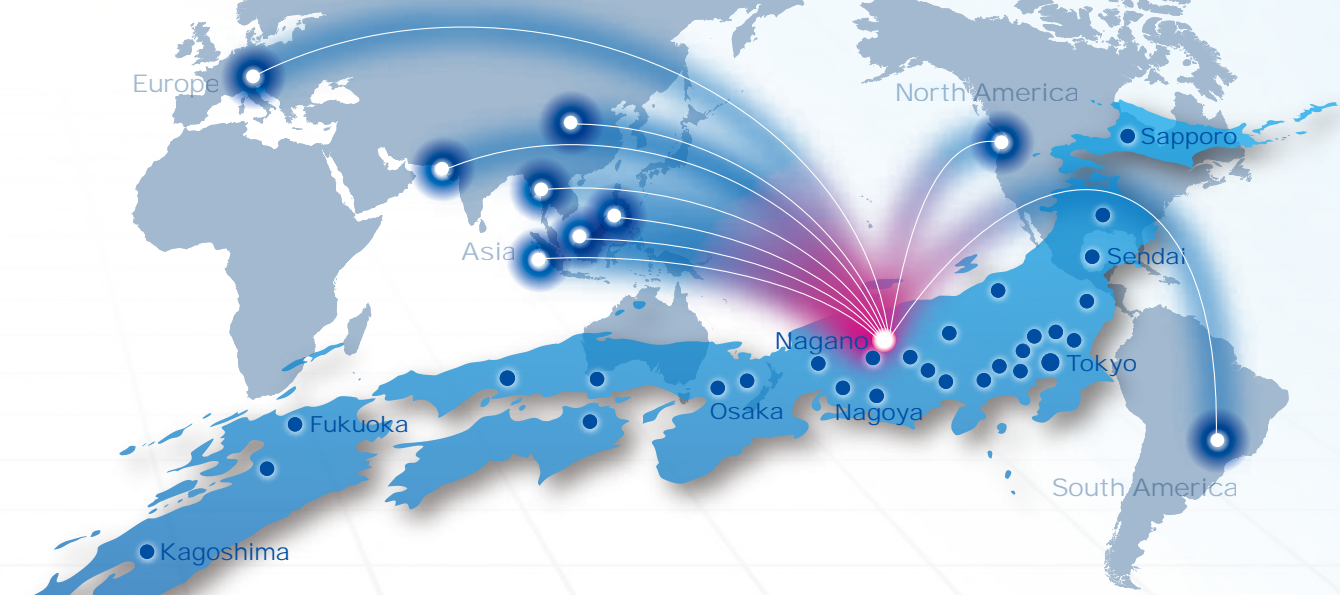 Europe
North America
Sapporo
Asia
Sendai
Nagano
Tokyo
Osaka
Nagoya
Fukuoka
South America
Kagoshima